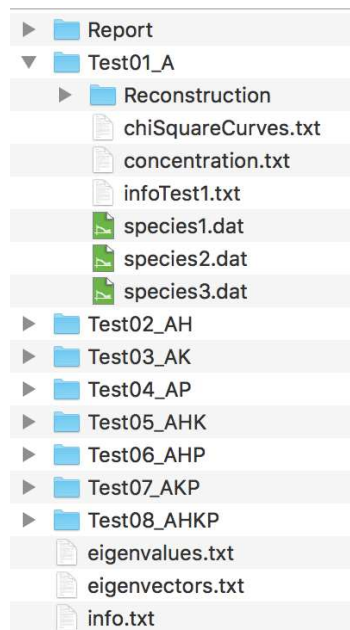 Report
Test01_A
Reconstruction
chiSquareCurves.txt
concentration.txt
infoTest1.txt
species1.dat
species2.dat
species3.dat
Test02_AH
Test03_AK
Test04_AP
Test05_AHK
Test06_AHP
Test07_AKP
Test08_AHKP
eigenvalues.txt
eigenvectors.txt
info.txt